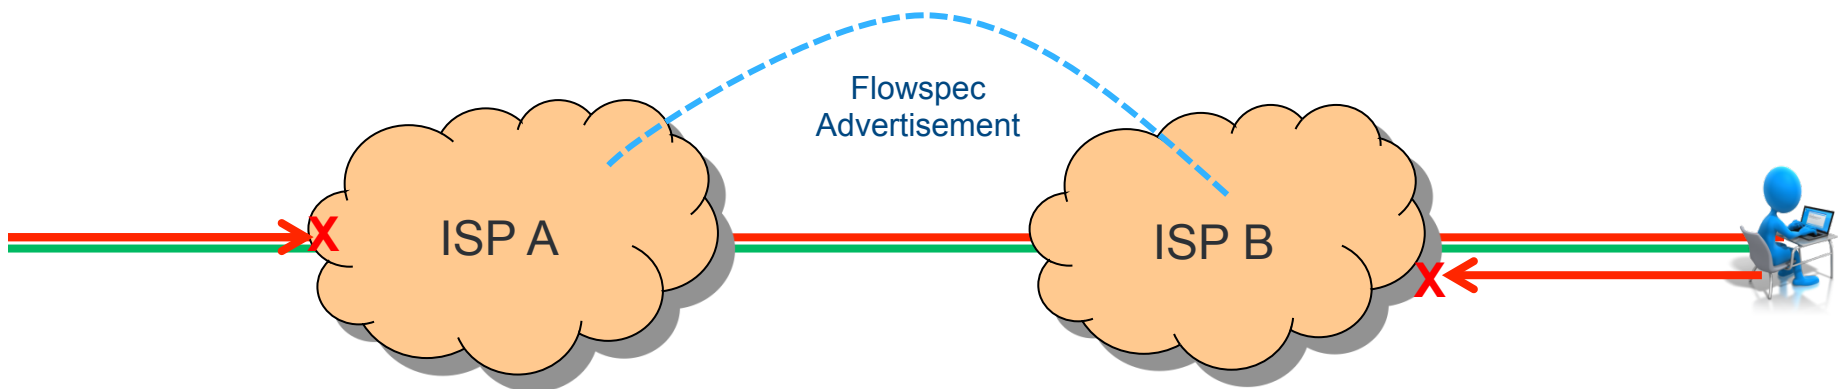 Flowspec
Advertisement
X
ISP A
ISP B
X